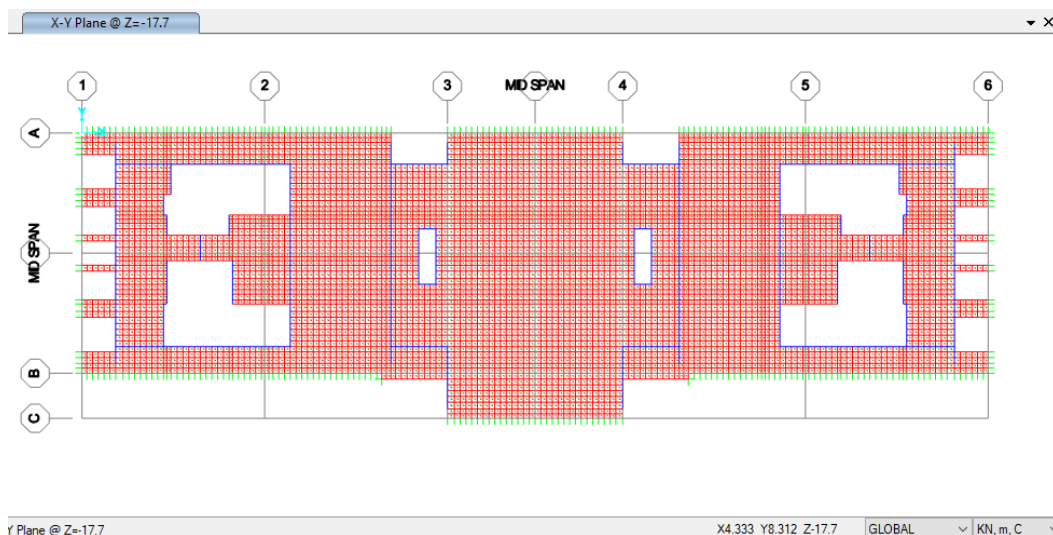 X-Y Plane @ Z=-17.7
1 2 3 MID SPAN 4 5 6
A
MID SPAN
B
C
Y Plane @ Z=-17.7 X4.333 Y8.312 Z-17.7 GLOBAL KN, m, C